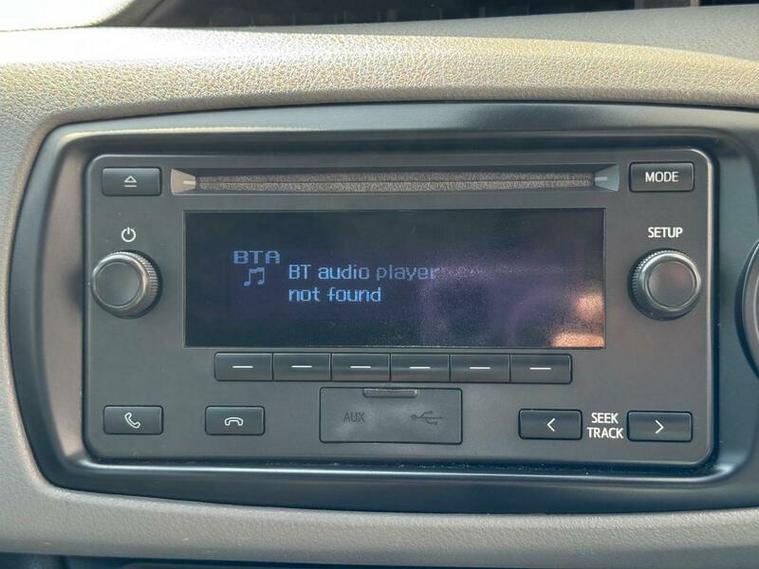 MODE
SETUP
BTA
BT audio player
not found
AUX
SEEK
TRACK